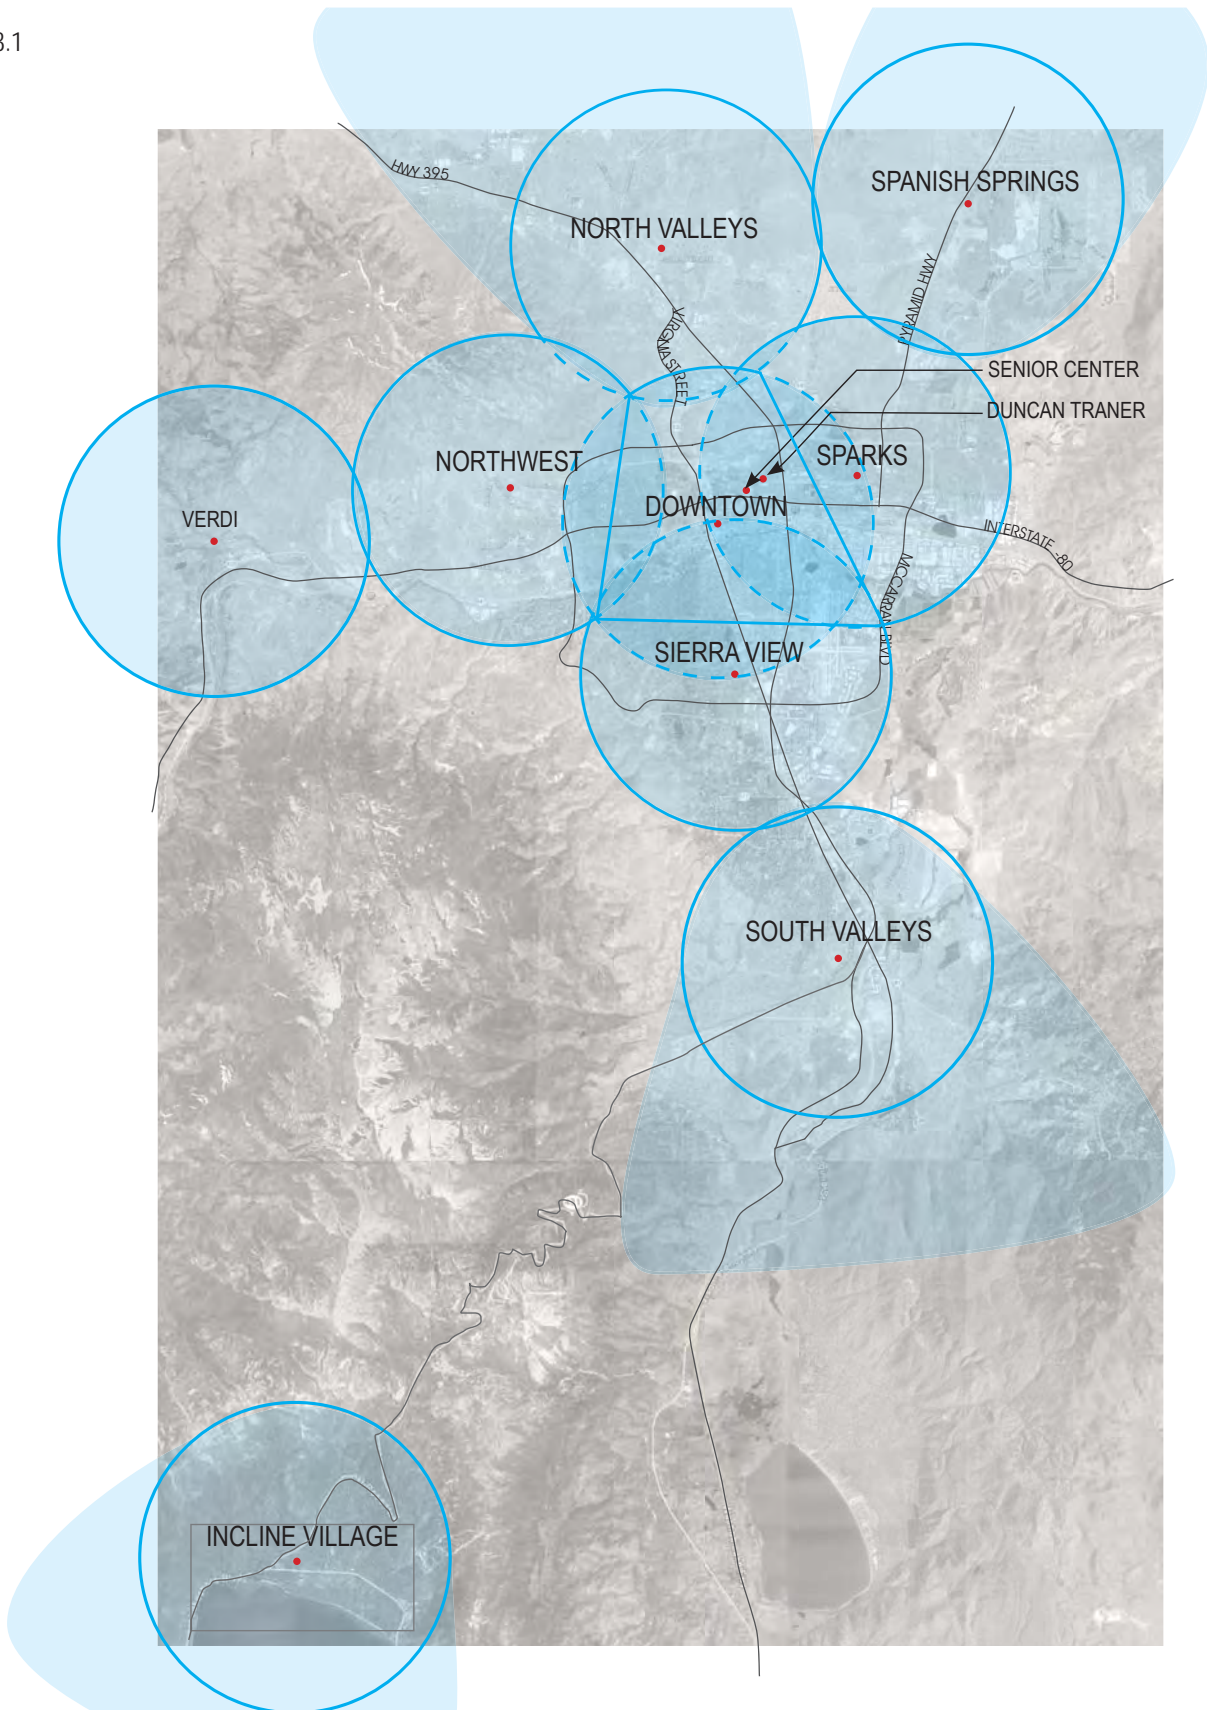 3.1
HWY 395
SPANISH SPRINGS
NORTH VALLEYS
PYRAMID HWY
VIRGINIA STREET
SENIOR CENTER
DUNCAN TRANER
NORTHWEST
SPARKS
VERDI
DOWNTOWN
INTERSTATE -80
MCCARRAN BLVD
SIERRA VIEW
SOUTH VALLEYS
INCLINE VILLAGE